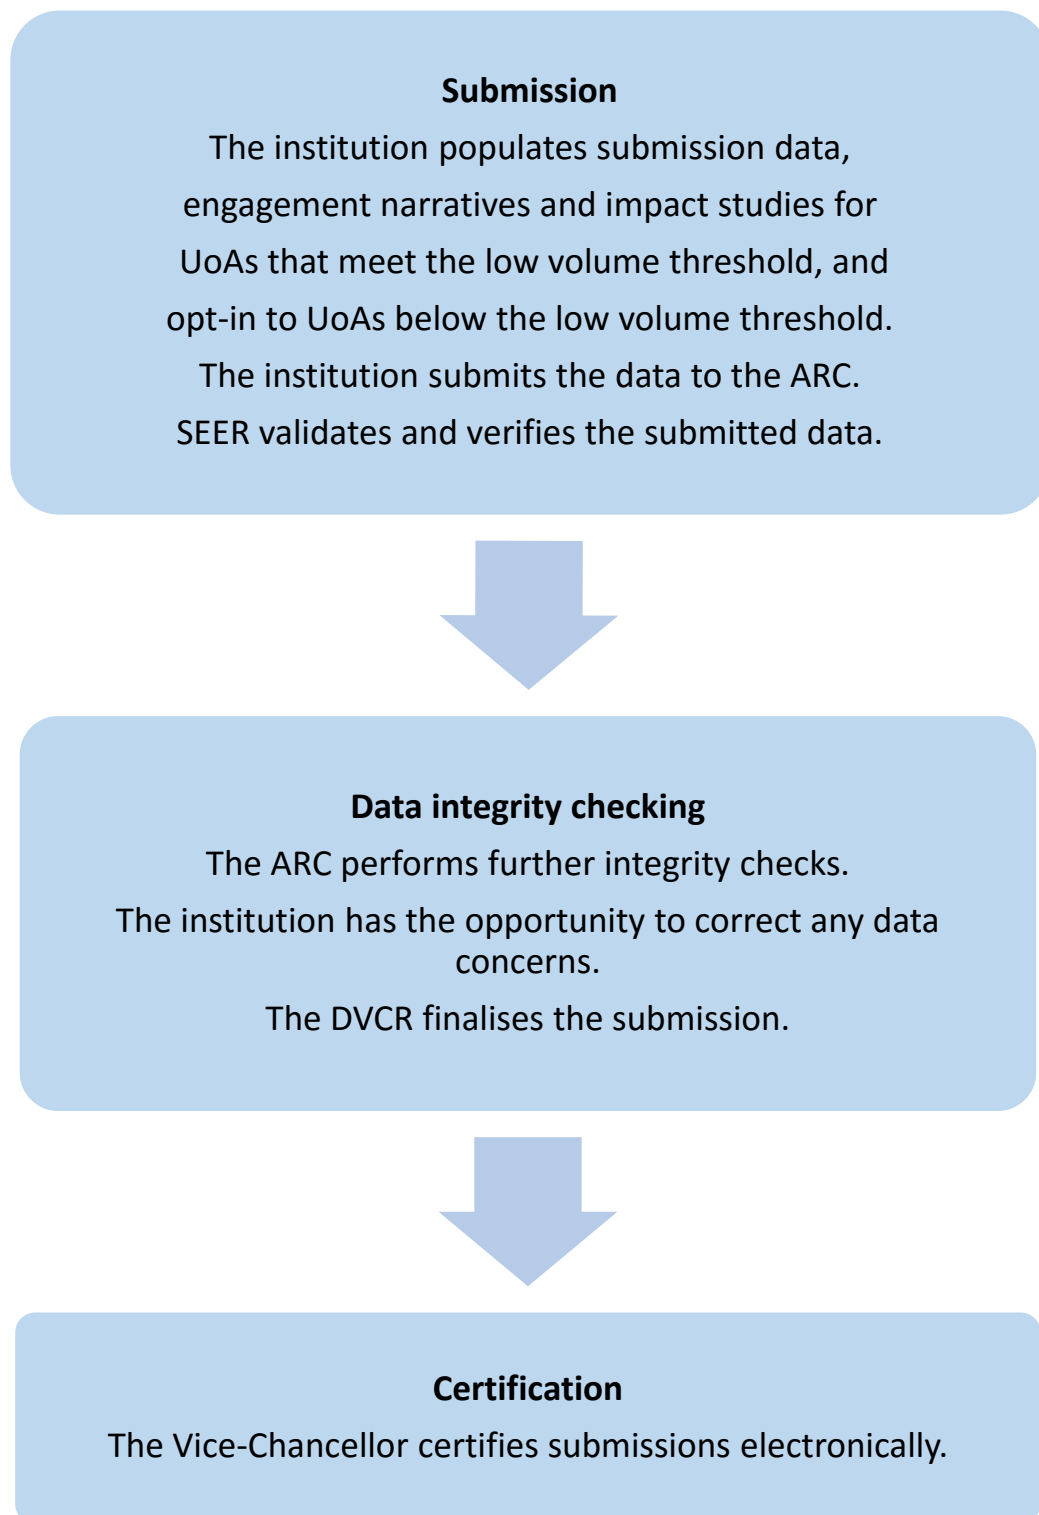 Submission
The institution populates submission data,
engagement narratives and impact studies for
UoAs that meet the low volume threshold, and
opt-in to UoAs below the low volume threshold.
The institution submits the data to the ARC.
SEER validates and verifies the submitted data.
Data integrity checking
The ARC performs further integrity checks.
The institution has the opportunity to correct any data
concerns.
The DVCR finalises the submission.
Certification
The Vice-Chancellor certifies submissions electronically.